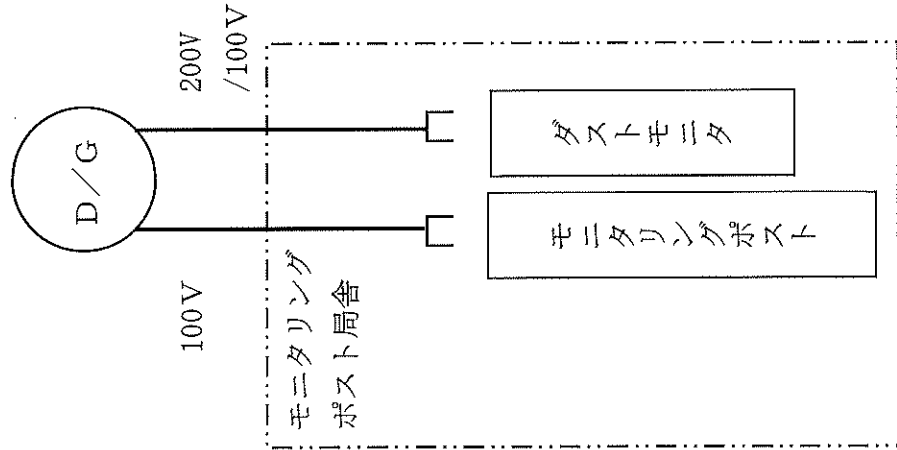 D/G
100V
200V
/100V
モニタリング
ポスト局舎
モニタリングポスト
ダストモニタ